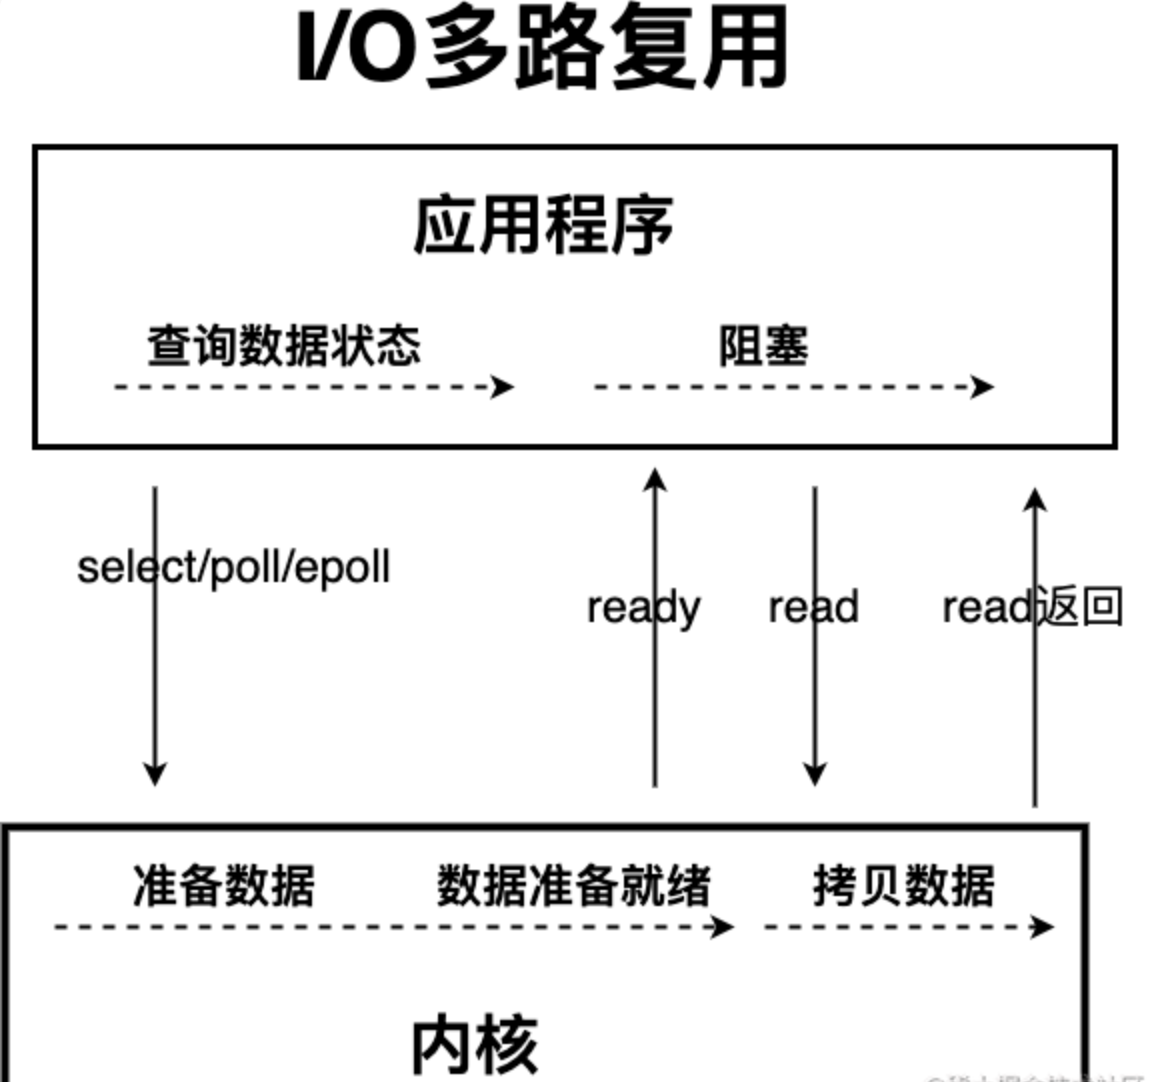 I/O多路复用
应用程序
查询数据状态 阻塞
select/poll/epoll
ready read read返回
准备数据 数据准备就绪 拷贝数据
内核